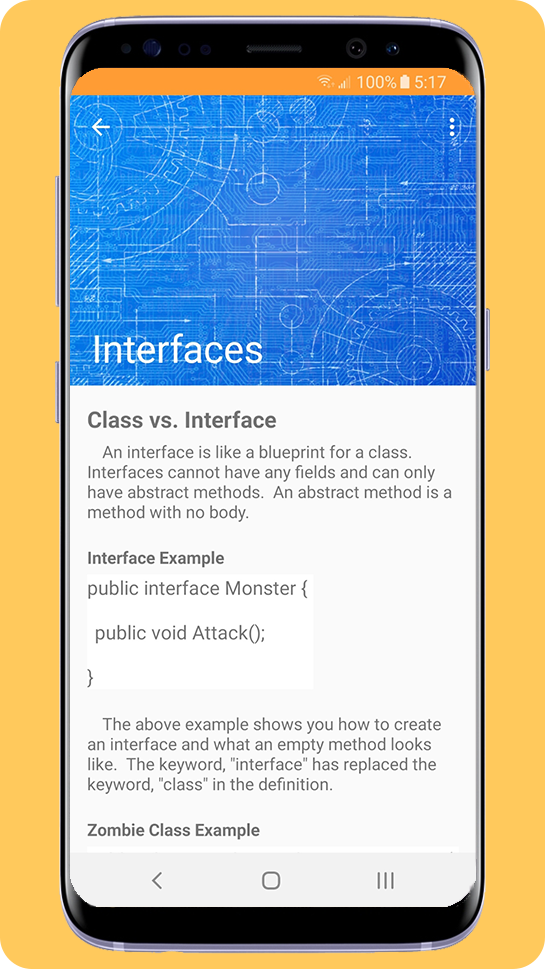 100% 5:17
Interfaces
Class vs. Interface
An interface is like a blueprint for a class.
Interfaces cannot have any fields and can only
have abstract methods.  An abstract method is a
method with no body.
Interface Example
public interface Monster {
public void Attack();
}
The above example shows you how to create
an interface and what an empty method looks
like.  The keyword, "interface" has replaced the
keyword, "class" in the definition.
Zombie Class Example